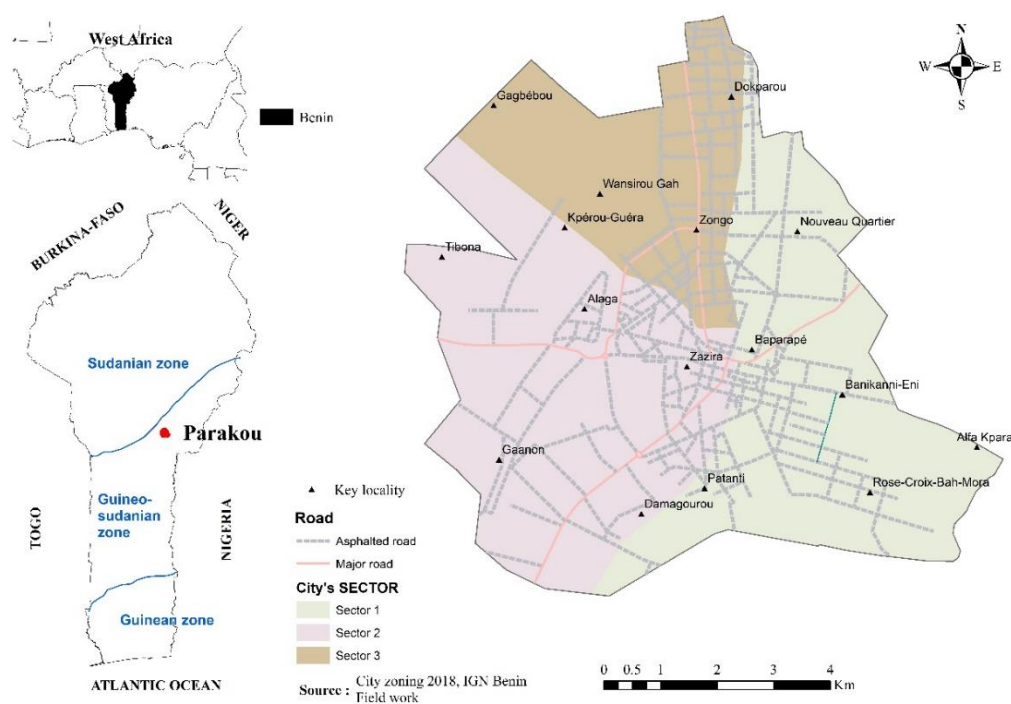 West Africa
Benin
BURKINA-FASO
NIGER
Sudanian zone
Parakou
Guineo-
sudanian
zone
TOGO
NIGERIA
Guinean zone
ATLANTIC OCEAN
N
W
E
S
Gagbébou
Dokparou
Wansirou Gah
Kpérou-Guéra
Zongo
Nouveau Quartier
Tibona
Alaga
Baparapé
Zazira
Banikanni-Eni
Alfa Kpara
Gaanon
Patanti
Rose-Croix-Bah-Mora
Damagourou
Key locality
Road
Asphalted road
Major road
City's SECTOR
Sector 1
Sector 2
Sector 3
Source : City zoning 2018, IGN Benin
Field work
0 0.5 1 2 3 4
Km